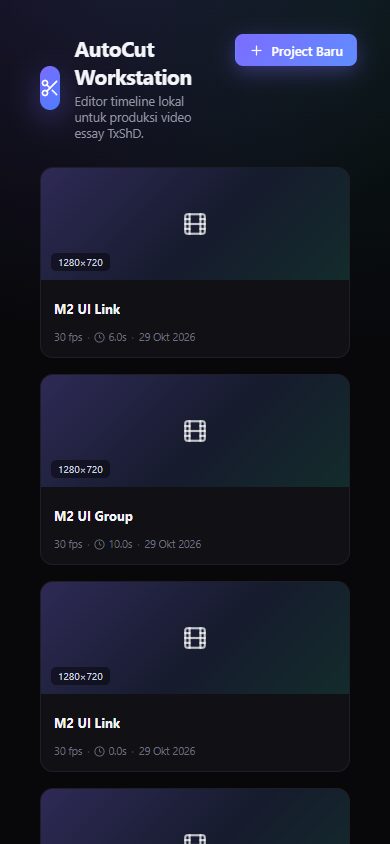 AutoCut
Workstation
Editor timeline lokal
untuk produksi video
essay TxShD.
Project Baru
1280×720
M2 UI Link
30 fps · 6.0s · 29 Okt 2026
1280×720
M2 UI Group
30 fps · 10.0s · 29 Okt 2026
1280×720
M2 UI Link
30 fps · 0.0s · 29 Okt 2026